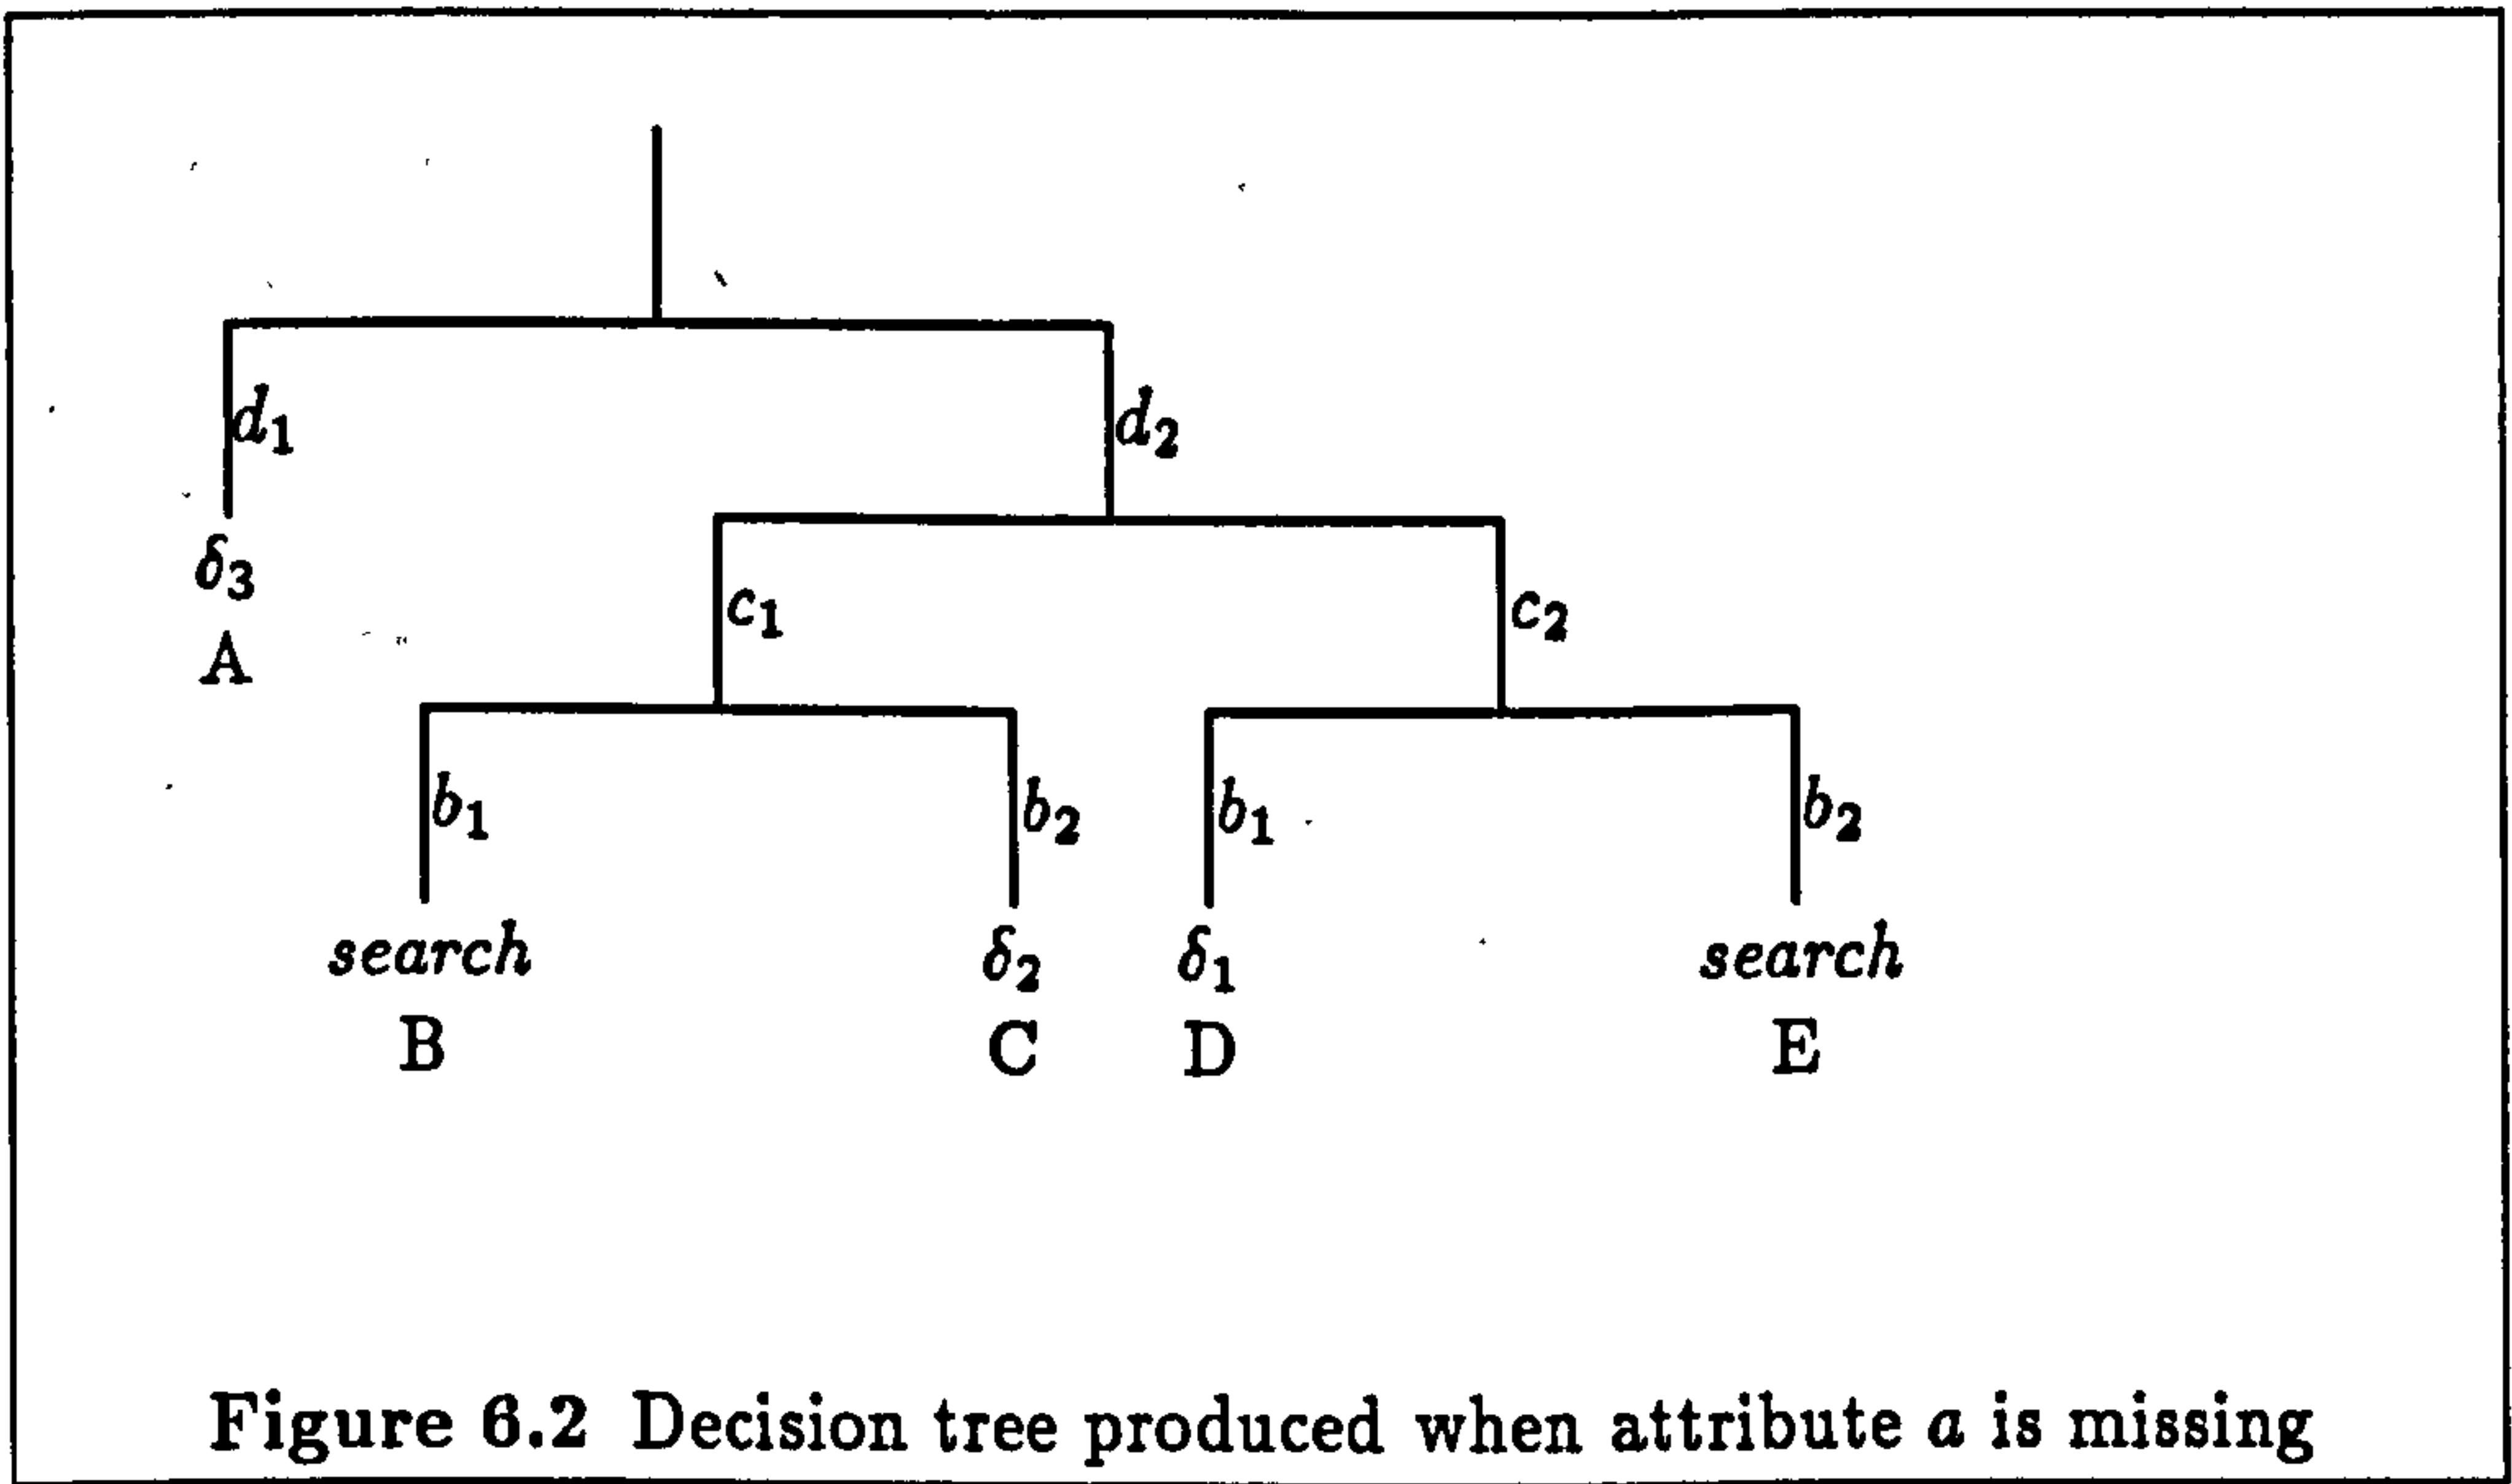 d₁ d₂
δ₃
A
c₁ c₂
b₁ b₂ b₁ b₂
search δ₂ δ₁ search
B C D E
Figure 6.2 Decision tree produced when attribute a is missing